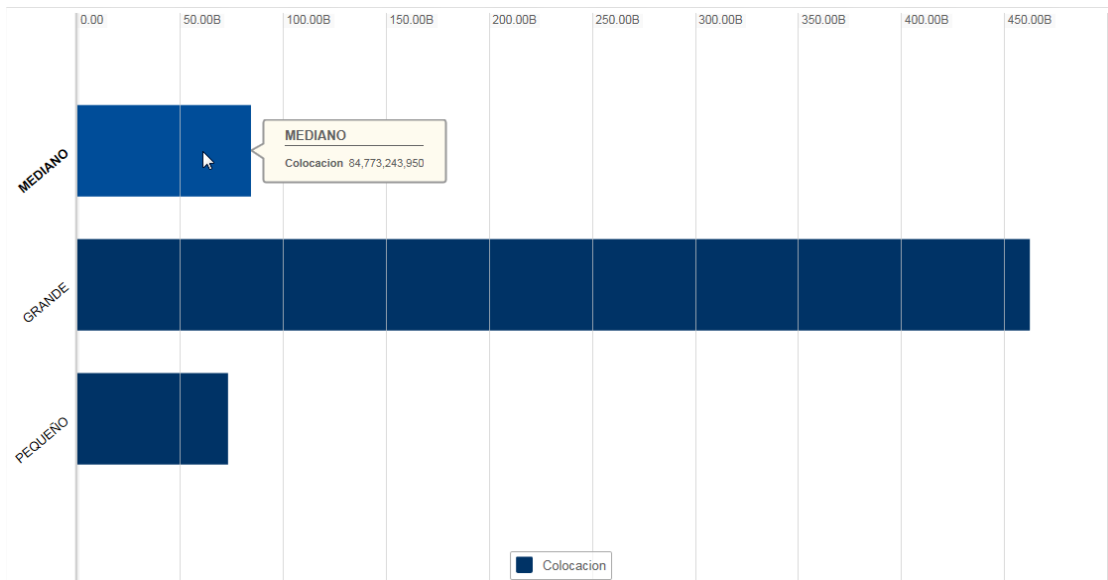 0.00 50.00B 100.00B 150.00B 200.00B 250.00B 300.00B 350.00B 400.00B 450.00B
MEDIANO
MEDIANO
Colocacion 84,773,243,950
GRANDE
PEQUEÑO
Colocacion